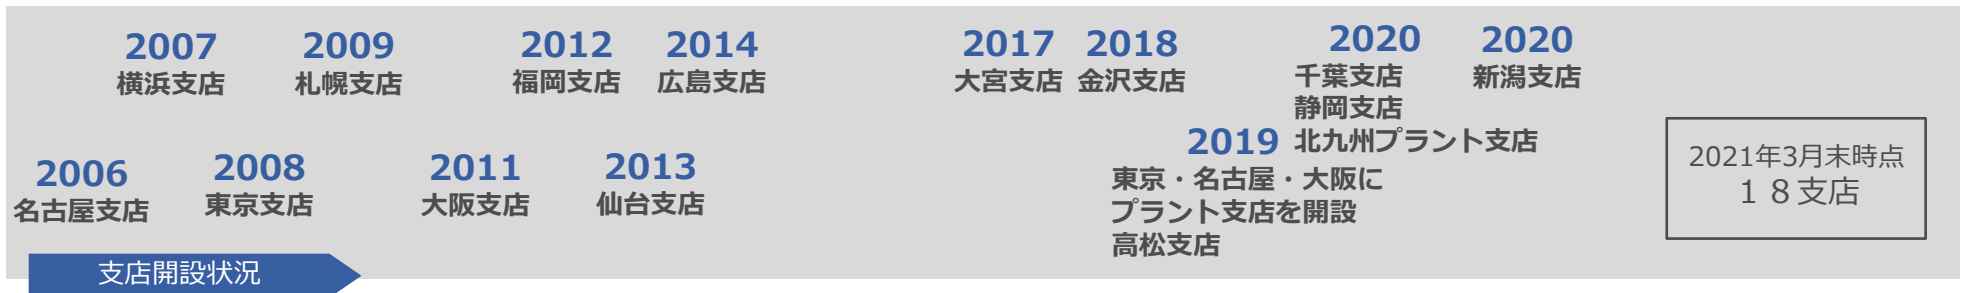 2007
横浜支店
2009
札幌支店
2012
福岡支店
2014
広島支店
2017
大宮支店
2018
金沢支店
2020
千葉支店
静岡支店
北九州プラント支店
2020
新潟支店
2006
名古屋支店
2008
東京支店
2011
大阪支店
2013
仙台支店
2019
東京・名古屋・大阪に
プラント支店を開設
高松支店
2021年3月末時点
１８支店
支店開設状況